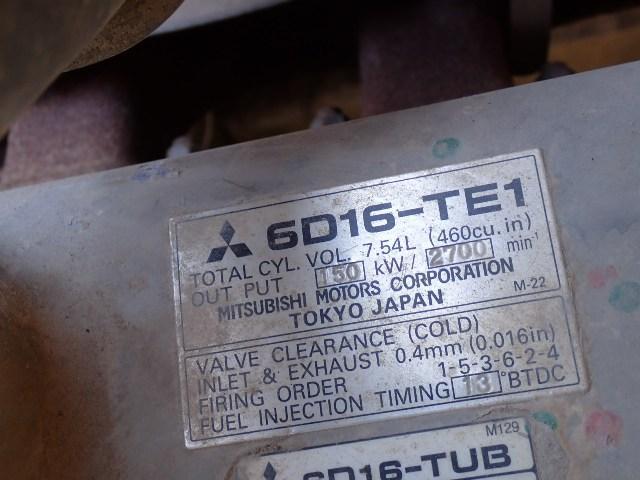 6D16-TE1
TOTAL CYL. VOL. 7.54L (460cu.in)
OUT PUT 150 kW/ 2700 min⁻¹
MITSUBISHI MOTORS CORPORATION
TOKYO JAPAN M-22
VALVE CLEARANCE (COLD)
INLET & EXHAUST 0.4mm (0.016in)
FIRING ORDER 1-5-3-6-2-4
FUEL INJECTION TIMING 13 °BTDC
M129
6D16-TUB